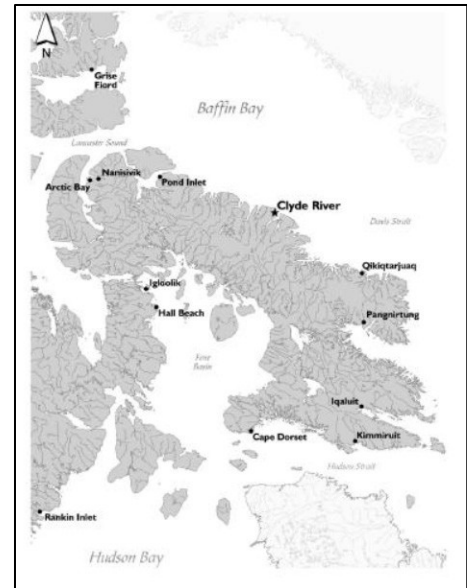 N
Grise
Fiord
Baffin Bay
Lancaster Sound
Nanisivik
Arctic Bay
Pond Inlet
Clyde River
Davis Strait
Qikiqtarjuaq
Igloolik
Hall Beach
Pangnirtung
Foxe
Basin
Iqaluit
Cape Dorset
Kimmiruit
Hudson Strait
Rankin Inlet
Hudson Bay